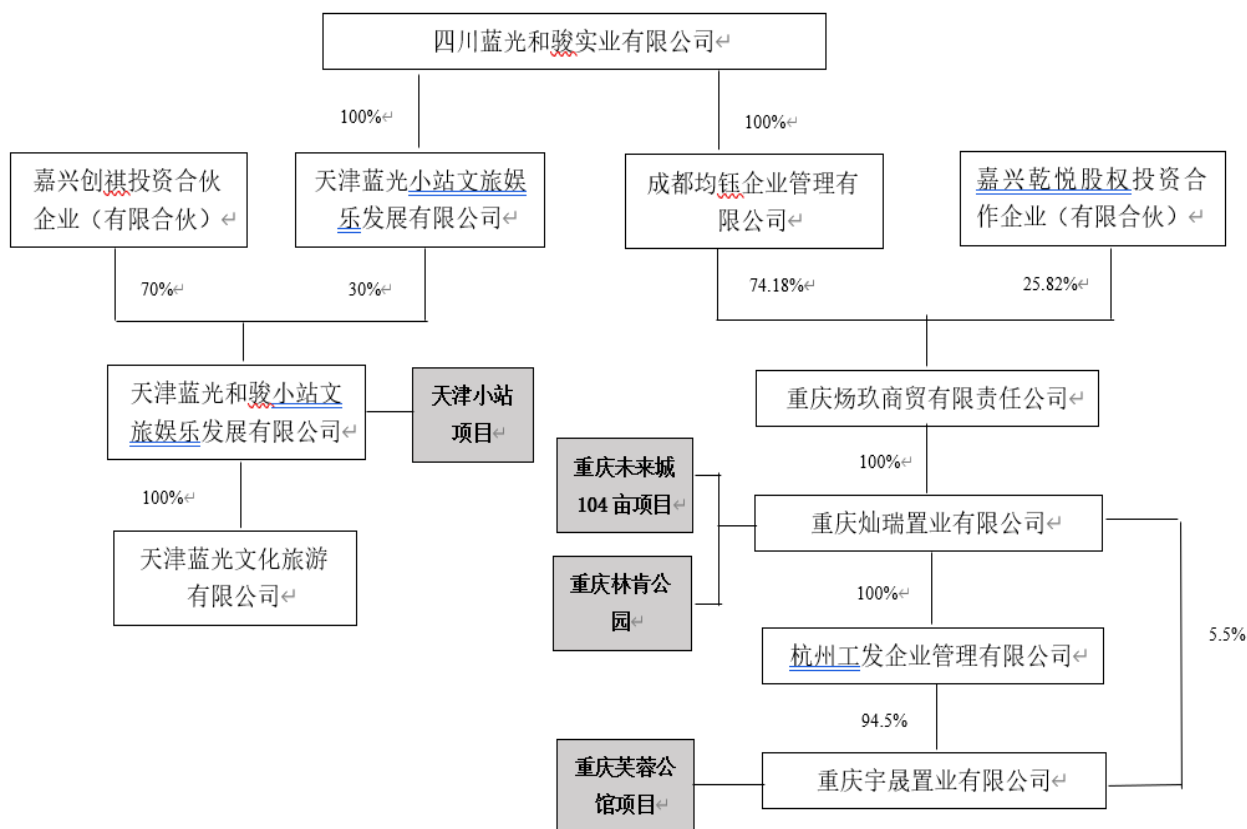 四川蓝光和骏实业有限公司↵
100%↵
100%↵
嘉兴创祺投资合伙
企业（有限合伙）↵
天津蓝光小站文旅娱
乐发展有限公司↵
成都均钰企业管理有
限公司↵
嘉兴乾悦股权投资合
作企业（有限合伙）↵
70%↵
30%↵
74.18%↵
25.82%↵
天津蓝光和骏小站文
旅娱乐发展有限公司↵
天津小站
项目↵
重庆炀玖商贸有限责任公司↵
100%↵
重庆未来城
104 亩项目↵
100%↵
重庆灿瑞置业有限公司↵
天津蓝光文化旅游
有限公司↵
重庆林肯公
园↵
100%↵
5.5%
杭州工发企业管理有限公司↵
94.5%
重庆芙蓉公
馆项目↵
重庆宇晟置业有限公司↵